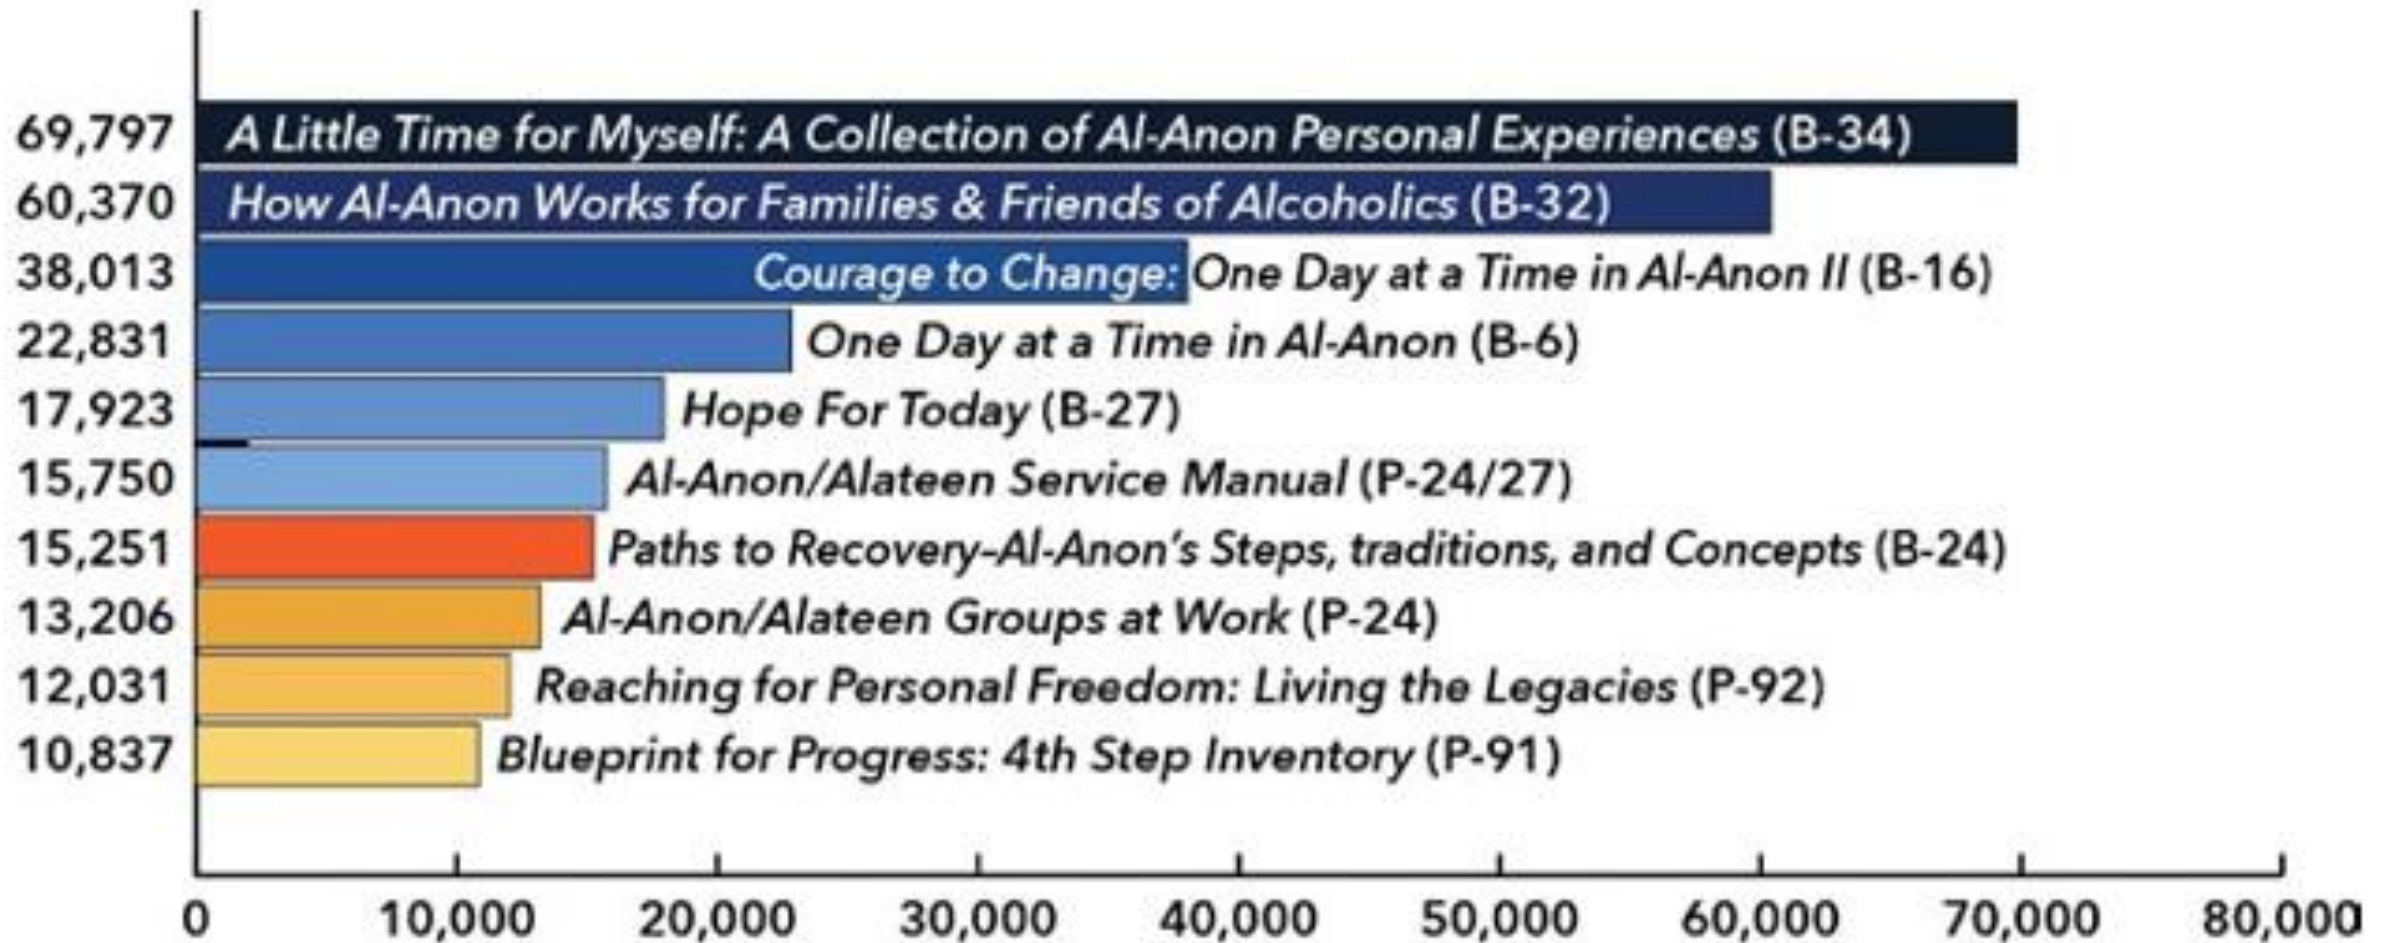 69,797 A Little Time for Myself: A Collection of Al-Anon Personal Experiences (B-34)
60,370 How Al-Anon Works for Families & Friends of Alcoholics (B-32)
38,013 Courage to Change: One Day at a Time in Al-Anon II (B-16)
22,831 One Day at a Time in Al-Anon (B-6)
17,923 Hope For Today (B-27)
15,750 Al-Anon/Alateen Service Manual (P-24/27)
15,251 Paths to Recovery–Al-Anon's Steps, traditions, and Concepts (B-24)
13,206 Al-Anon/Alateen Groups at Work (P-24)
12,031 Reaching for Personal Freedom: Living the Legacies (P-92)
10,837 Blueprint for Progress: 4th Step Inventory (P-91)
0 10,000 20,000 30,000 40,000 50,000 60,000 70,000 80,000